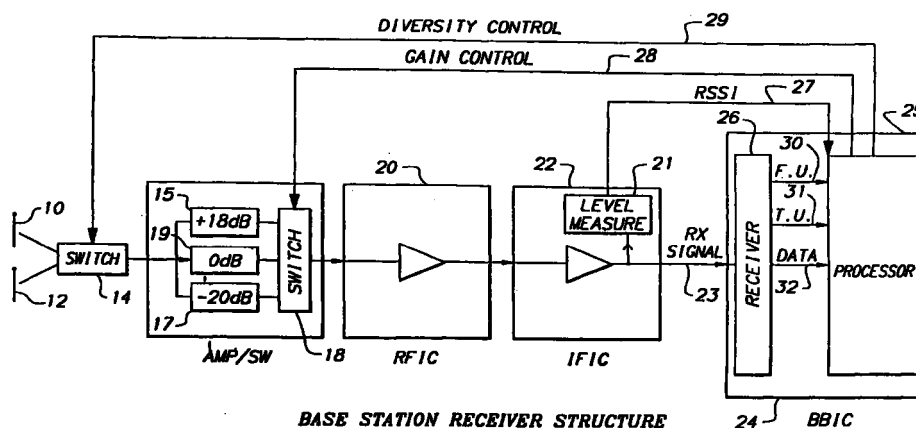 DIVERSITY CONTROL
29
GAIN CONTROL
28
RSSI
27
25
26
30
F.U.
31
T.U.
DATA
32
RECEIVER
PROCESSOR
20
22
21
LEVEL
MEASURE
RX
SIGNAL
23
10
12
SWITCH
14
15
+18dB
19
0dB
-20dB
17
SWITCH
18
AMP/SW
RFIC
IFIC
24
BBIC
BASE STATION RECEIVER STRUCTURE